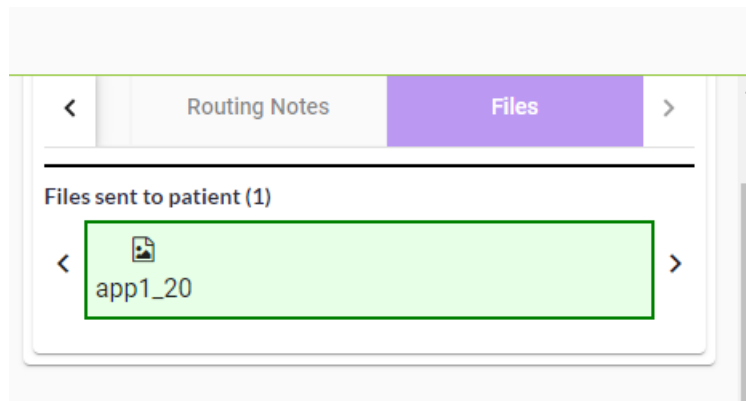 Routing Notes Files
Files sent to patient (1)
app1_20